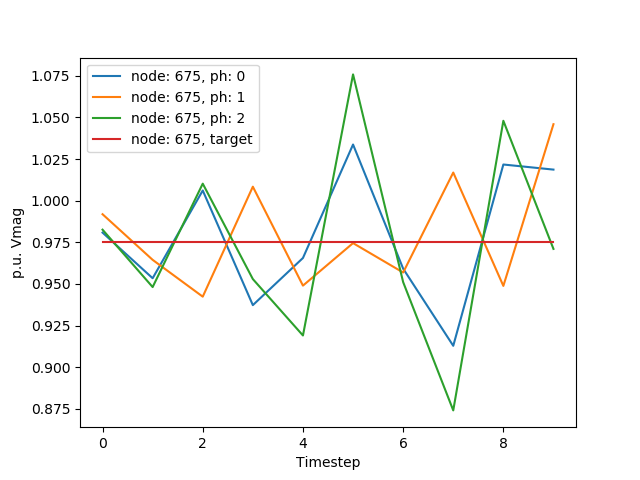 node: 675, ph: 0
node: 675, ph: 1
node: 675, ph: 2
node: 675, target
p.u. Vmag
1.075
1.050
1.025
1.000
0.975
0.950
0.925
0.900
0.875
0 2 4 6 8
Timestep